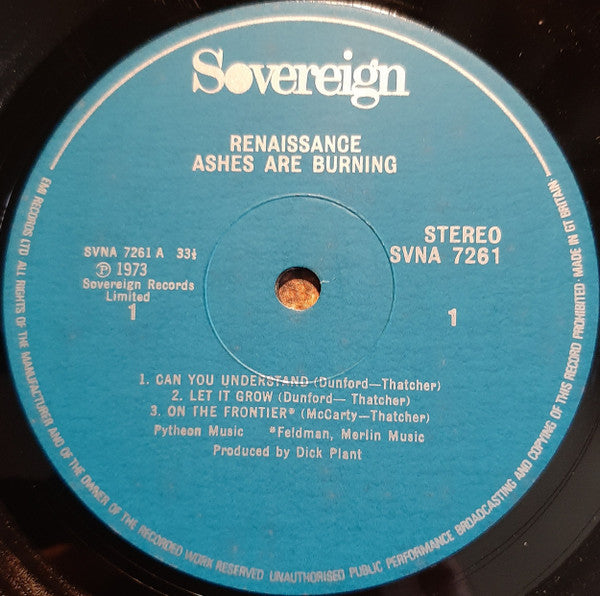 Sovereign
RENAISSANCE
ASHES ARE BURNING
STEREO
SVNA 7261
SVNA 7261 A 33⅓
Ⓟ 1973
Sovereign Records
Limited
1
1
1. CAN YOU UNDERSTAND (Dunford—Thatcher)
2. LET IT GROW (Dunford— Thatcher)
3. ON THE FRONTIER* (McCarty—Thatcher)
Pytheon Music *Feldman, Merlin Music
Produced by Dick Plant
EMI RECORDS LTD ALL RIGHTS OF THE MANUFACTURER AND OF THE OWNER OF THE RECORDED WORK RESERVED UNAUTHORISED PUBLIC PERFORMANCE BROADCASTING AND COPYING OF THIS RECORD PROHIBITED · MADE IN GT BRITAIN ·